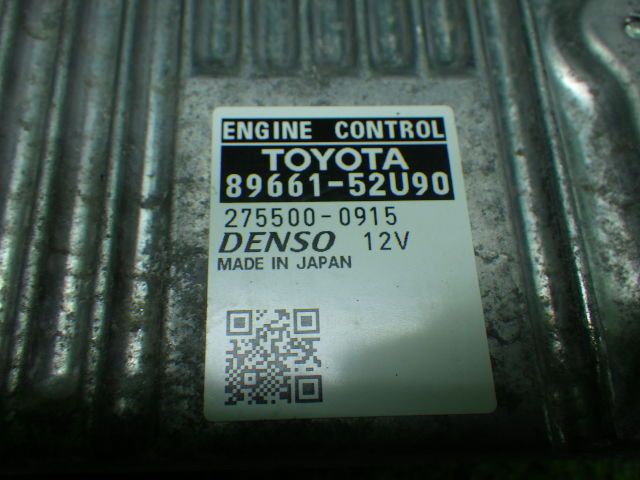 ENGINE CONTROL
TOYOTA
89661-52U90
275500-0915
DENSO 12V
MADE IN JAPAN